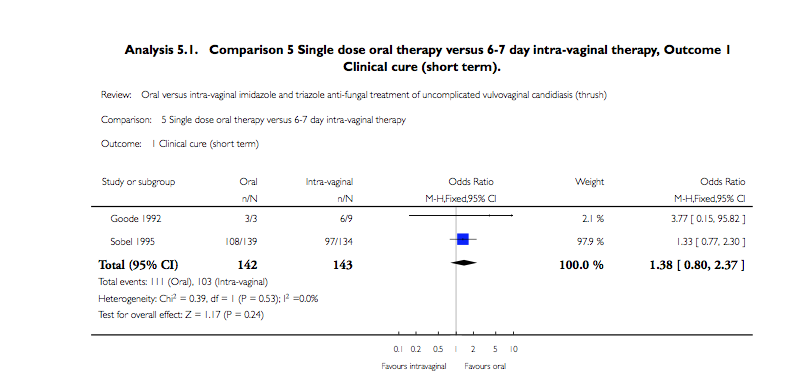 Analysis 5.1. Comparison 5 Single dose oral therapy versus 6-7 day intra-vaginal therapy, Outcome 1
Clinical cure (short term).
Review: Oral versus intra-vaginal imidazole and triazole anti-fungal treatment of uncomplicated vulvovaginal candidiasis (thrush)
Comparison: 5 Single dose oral therapy versus 6-7 day intra-vaginal therapy
Outcome: 1 Clinical cure (short term)
Study or subgroup Oral Intra-vaginal Odds Ratio Weight Odds Ratio
n/N n/N M-H,Fixed,95% CI M-H,Fixed,95% CI
Goode 1992 3/3 6/9 2.1 % 3.77 [ 0.15, 95.82 ]
Sobel 1995 108/139 97/134 97.9 % 1.33 [ 0.77, 2.30 ]
Total (95% CI) 142 143 100.0 % 1.38 [ 0.80, 2.37 ]
Total events: 111 (Oral), 103 (Intra-vaginal)
Heterogeneity: Chi² = 0.39, df = 1 (P = 0.53); I² =0.0%
Test for overall effect: Z = 1.17 (P = 0.24)
0.1 0.2 0.5 1 2 5 10
Favours intravaginal Favours oral